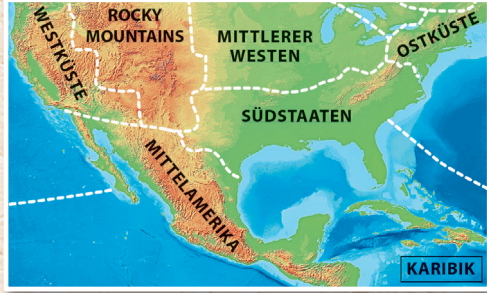 ROCKY
MOUNTAINS
WESTKÜSTE
MITTLERER
WESTEN
OSTKÜSTE
SÜDSTAATEN
MITTELAMERIKA
KARIBIK